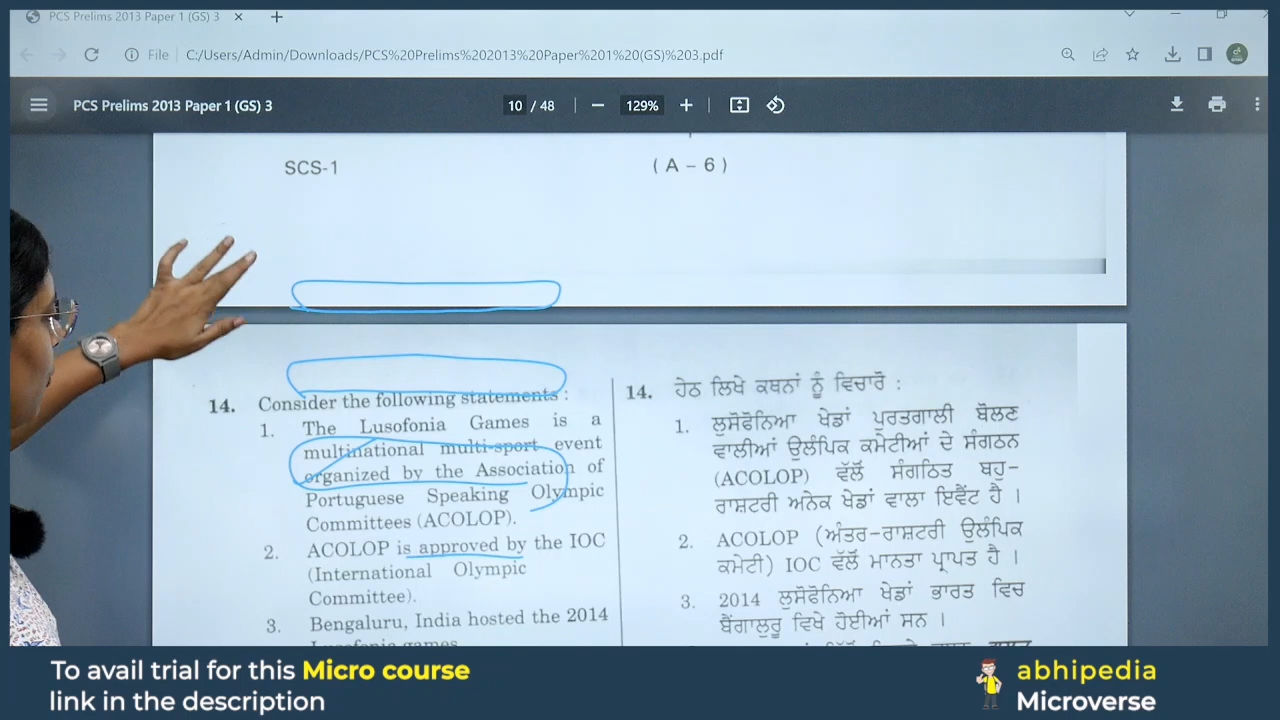 PCS Prelims 2013 Paper 1 (GS) 3
File C:/Users/Admin/Downloads/PCS%20Prelims%202013%20Paper%201%20(GS)%203.pdf
PCS Prelims 2013 Paper 1 (GS) 3
10 / 48
129%
SCS-1
( A – 6 )
14. Consider the following statements :
1. The Lusofonia Games is a
multinational multi-sport event
organized by the Association of
Portuguese Speaking Olympic
Committees (ACOLOP).
2. ACOLOP is approved by the IOC
(International Olympic
Committee).
3. Bengaluru, India hosted the 2014
Lusofonia games
14. ਹੇਠ ਲਿਖੇ ਕਥਨਾਂ ਨੂੰ ਵਿਚਾਰੋ :
1. ਲੁਸੋਫੋਨਿਆ ਖੇਡਾਂ ਪੁਰਤਗਾਲੀ ਬੋਲਣ
ਵਾਲੀਆਂ ਉਲੰਪਿਕ ਕਮੇਟੀਆਂ ਦੇ ਸੰਗਠਨ
(ACOLOP) ਵੱਲੋਂ ਸੰਗਠਿਤ ਬਹੁ-
ਰਾਸ਼ਟਰੀ ਅਨੇਕ ਖੇਡਾਂ ਵਾਲਾ ਇਵੈਂਟ ਹੈ ।
2. ACOLOP (ਅੰਤਰ-ਰਾਸ਼ਟਰੀ ਉਲੰਪਿਕ
ਕਮੇਟੀ) IOC ਵੱਲੋਂ ਮਾਨਤਾ ਪ੍ਰਾਪਤ ਹੈ ।
3. 2014 ਲੁਸੋਫੋਨਿਆ ਖੇਡਾਂ ਭਾਰਤ ਵਿਚ
ਬੈਂਗਾਲੁਰੂ ਵਿਖੇ ਹੋਈਆਂ ਸਨ ।
To avail trial for this Micro course
link in the description
abhipedia
Microverse